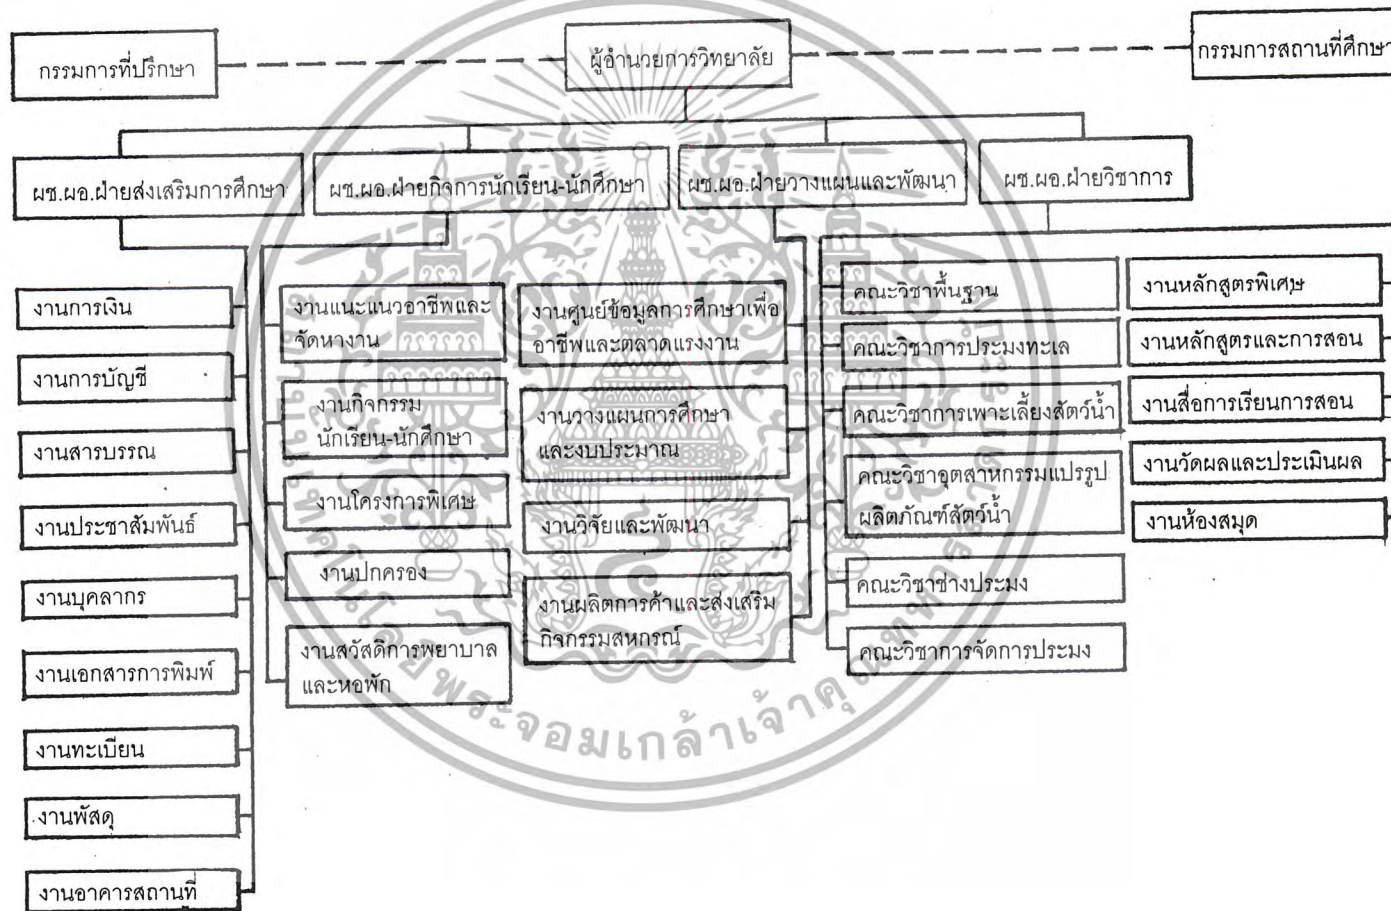 กรรมการที่ปรึกษา
ผู้อำนวยการวิทยาลัย
กรรมการสถานที่ศึกษา
ผช.ผอ.ฝ่ายส่งเสริมการศึกษา
ผช.ผอ.ฝ่ายกิจการนักเรียน-นักศึกษา
ผช.ผอ.ฝ่ายวางแผนและพัฒนา
ผช.ผอ.ฝ่ายวิชาการ
งานการเงิน
งานการบัญชี
งานสารบรรณ
งานประชาสัมพันธ์
งานบุคลากร
งานเอกสารการพิมพ์
งานทะเบียน
งานพัสดุ
งานอาคารสถานที่
งานแนะแนวอาชีพและ
จัดหางาน
งานกิจกรรม
นักเรียน-นักศึกษา
งานโครงการพิเศษ
งานปกครอง
งานสวัสดิการพยาบาล
และหอพัก
งานศูนย์ข้อมูลการศึกษาเพื่อ
อาชีพและตลาดแรงงาน
งานวางแผนการศึกษา
และงบประมาณ
งานวิจัยและพัฒนา
งานผลิตการค้าและส่งเสริม
กิจกรรมสหกรณ์
คณะวิชาพื้นฐาน
คณะวิชาการประมงทะเล
คณะวิชาการเพาะเลี้ยงสัตว์น้ำ
คณะวิชาอุตสาหกรรมแปรรูป
ผลิตภัณฑ์สัตว์น้ำ
คณะวิชาช่างประมง
คณะวิชาการจัดการประมง
งานหลักสูตรพิเศษ
งานหลักสูตรและการสอน
งานสื่อการเรียนการสอน
งานวัดผลและประเมินผล
งานห้องสมุด
พระจอมเกล้าเจ้าคุณทหาร